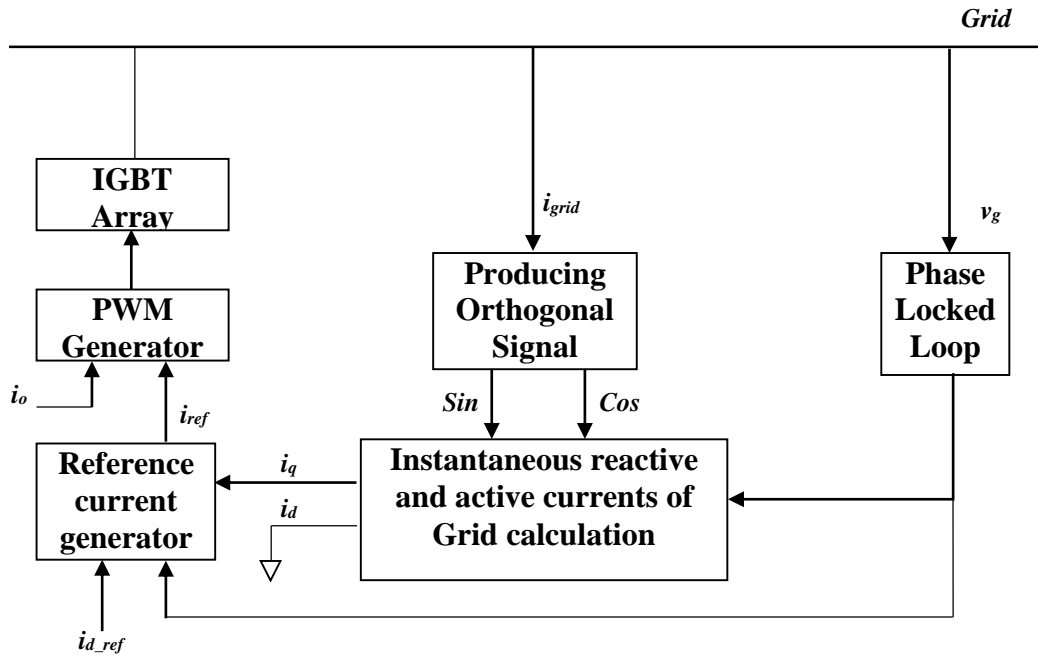 Grid
IGBT
Array
i_grid
v_g
Producing
Orthogonal
Signal
Phase
Locked
Loop
PWM
Generator
i_o
i_ref
Sin
Cos
Reference
current
generator
i_q
i_d
Instantaneous reactive
and active currents of
Grid calculation
i_d_ref